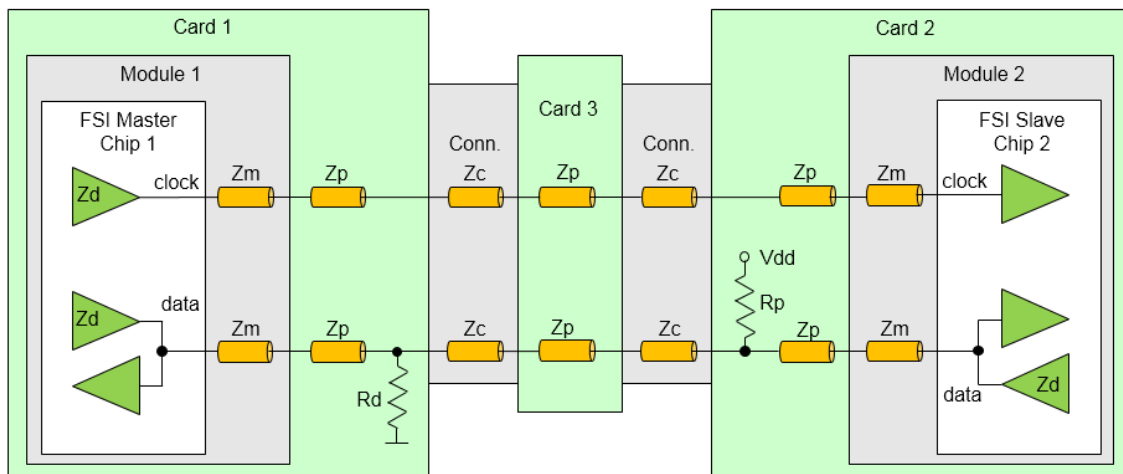 Card 1
Card 2
Module 1
Module 2
Card 3
FSI Master
Chip 1
FSI Slave
Chip 2
Conn.
Conn.
Zd
clock
Zm
Zp
Zc
Zp
Zc
Zp
Zm
clock
Vdd
Rp
Zd
data
Zm
Zp
Zc
Zp
Zc
Zp
Zm
Rd
data
Zd